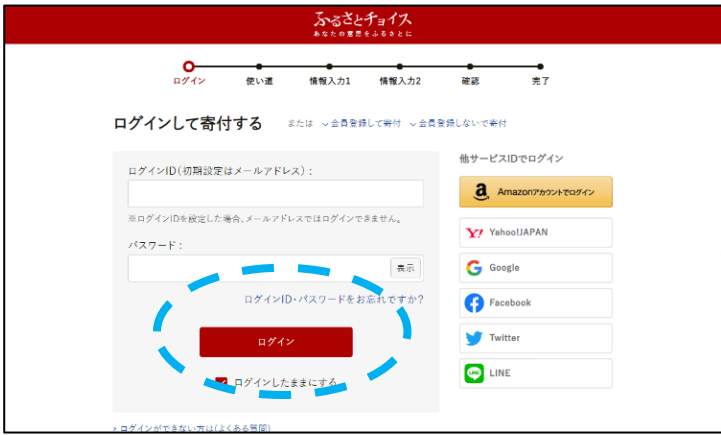 ふるさとチョイス
あなたの意思をふるさとに
ログイン 使い道 情報入力1 情報入力2 確認 完了
ログインして寄付する または 会員登録して寄付 会員登録しないで寄付
ログインID(初期設定はメールアドレス):
※ログインIDを設定した場合、メールアドレスではログインできません。
パスワード:
表示
ログインID・パスワードをお忘れですか?
ログイン
ログインしたままにする
ログインができない方は(よくある質問)
他サービスIDでログイン
a Amazonアカウントでログイン
Y! Yahoo!JAPAN
G Google
f Facebook
Twitter
LINE LINE